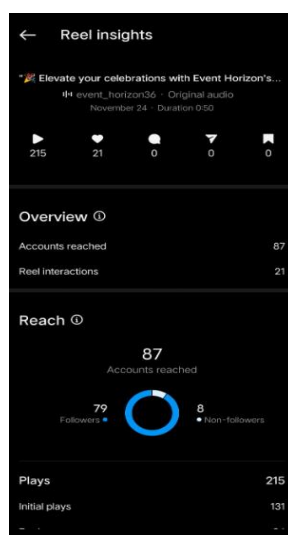 Reel insights
"🎉 Elevate your celebrations with Event Horizon's...
event_horizon36 · Original audio
November 24 · Duration 0:50
215 21 0 0 0
Overview
Accounts reached 87
Reel interactions 21
Reach
87
Accounts reached
79 8
Followers Non-followers
Plays 215
Initial plays 131